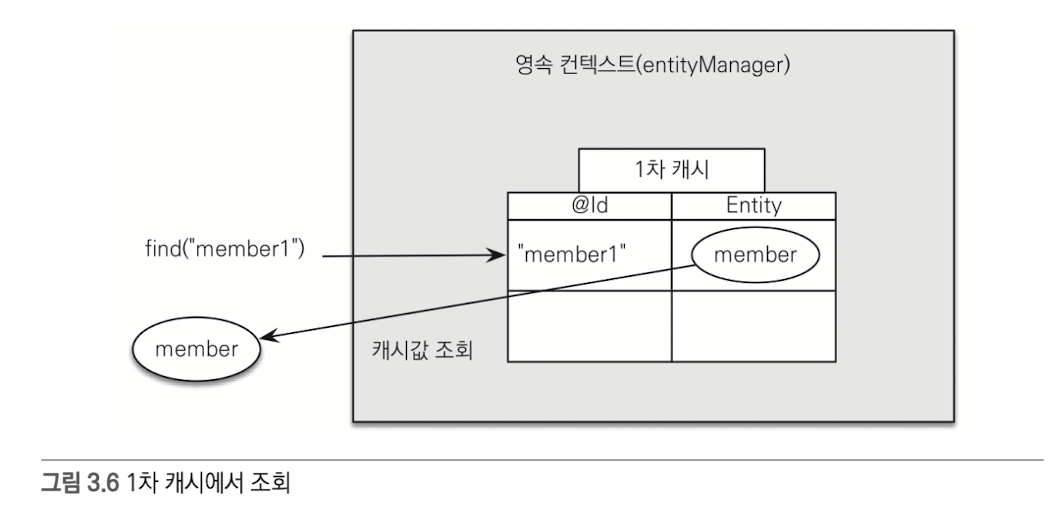 영속 컨텍스트(entityManager)
1차 캐시
@Id Entity
find("member1")
"member1" member
member
캐시값 조회
그림 3.6 1차 캐시에서 조회